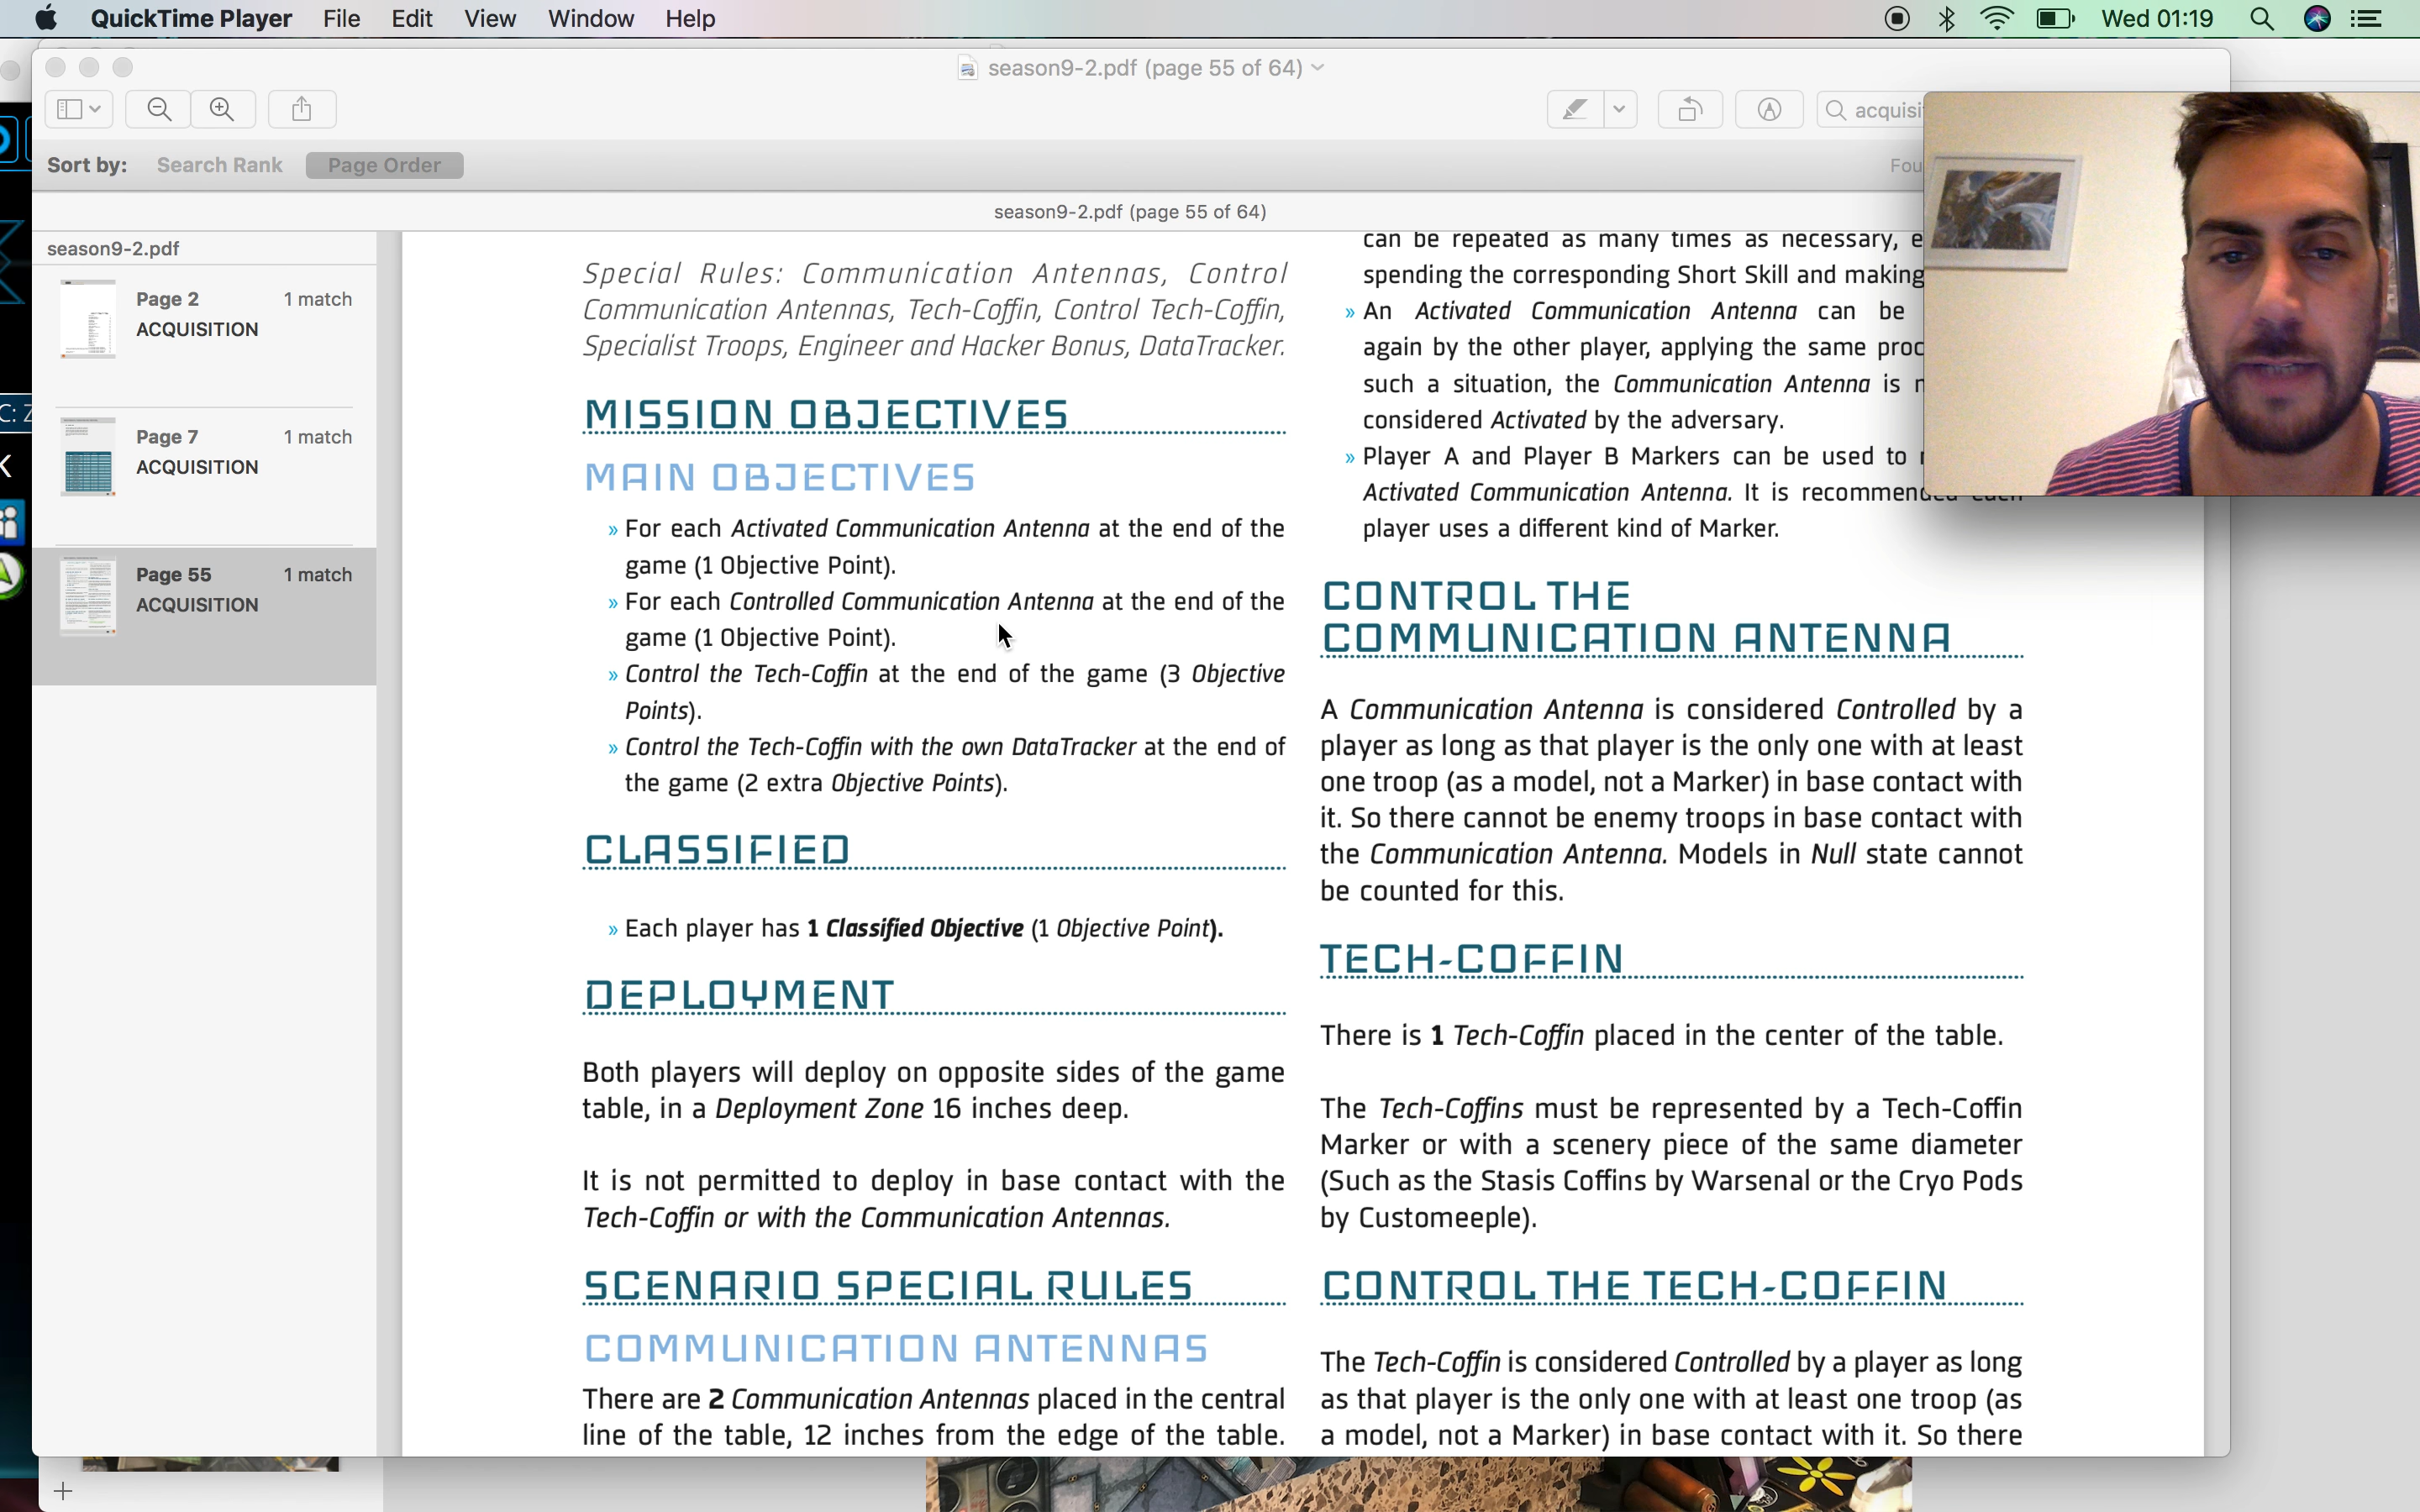 QuickTime Player File Edit View Window Help Wed 01:19
season9-2.pdf (page 55 of 64)
Sort by: Search Rank Page Order
season9-2.pdf (page 55 of 64)
season9-2.pdf
Page 2 1 match
ACQUISITION
Page 7 1 match
ACQUISITION
Page 55 1 match
ACQUISITION
Special Rules: Communication Antennas, Control
Communication Antennas, Tech-Coffin, Control Tech-Coffin,
Specialist Troops, Engineer and Hacker Bonus, DataTracker.
MISSION OBJECTIVES
MAIN OBJECTIVES
» For each Activated Communication Antenna at the end of the
game (1 Objective Point).
» For each Controlled Communication Antenna at the end of the
game (1 Objective Point).
» Control the Tech-Coffin at the end of the game (3 Objective
Points).
» Control the Tech-Coffin with the own DataTracker at the end of
the game (2 extra Objective Points).
CLASSIFIED
» Each player has 1 Classified Objective (1 Objective Point).
DEPLOYMENT
Both players will deploy on opposite sides of the game
table, in a Deployment Zone 16 inches deep.
It is not permitted to deploy in base contact with the
Tech-Coffin or with the Communication Antennas.
SCENARIO SPECIAL RULES
COMMUNICATION ANTENNAS
There are 2 Communication Antennas placed in the central
line of the table, 12 inches from the edge of the table.
can be repeated as many times as necessary,
spending the corresponding Short Skill and making
» An Activated Communication Antenna can be
again by the other player, applying the same
such a situation, the Communication Antenna is
considered Activated by the adversary.
» Player A and Player B Markers can be used to
Activated Communication Antenna. It is recommended each
player uses a different kind of Marker.
CONTROL THE
COMMUNICATION ANTENNA
A Communication Antenna is considered Controlled by a
player as long as that player is the only one with at least
one troop (as a model, not a Marker) in base contact with
it. So there cannot be enemy troops in base contact with
the Communication Antenna. Models in Null state cannot
be counted for this.
TECH-COFFIN
There is 1 Tech-Coffin placed in the center of the table.
The Tech-Coffins must be represented by a Tech-Coffin
Marker or with a scenery piece of the same diameter
(Such as the Stasis Coffins by Warsenal or the Cryo Pods
by Customeeple).
CONTROL THE TECH-COFFIN
The Tech-Coffin is considered Controlled by a player as long
as that player is the only one with at least one troop (as
a model, not a Marker) in base contact with it. So there